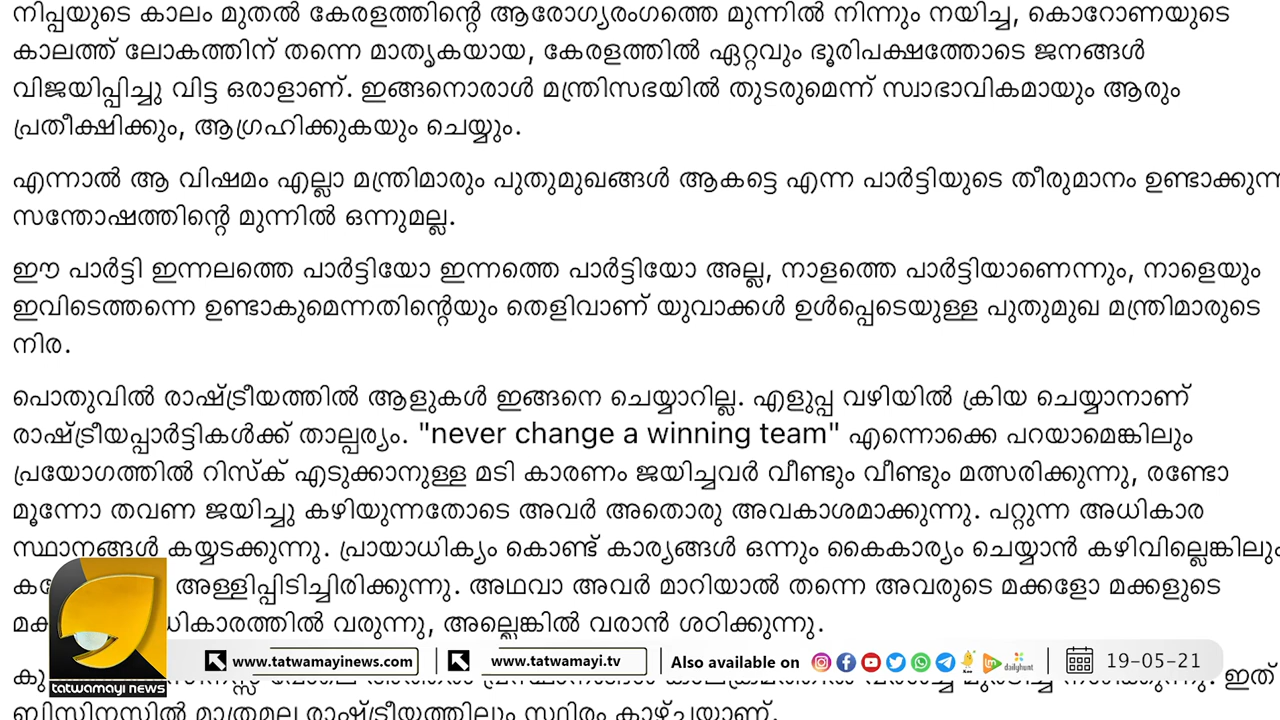 നിപ്പയുടെ കാലം മുതൽ കേരളത്തിന്റെ ആരോഗ്യരംഗത്തെ മുന്നിൽ നിന്നും നയിച്ച, കൊറോണയുടെ
കാലത്ത് ലോകത്തിന് തന്നെ മാതൃകയായ, കേരളത്തിൽ ഏറ്റവും ഭൂരിപക്ഷത്തോടെ ജനങ്ങൾ
വിജയിപ്പിച്ചു വിട്ട ഒരാളാണ്. ഇങ്ങനൊരാൾ മന്ത്രിസഭയിൽ തുടരുമെന്ന് സ്വാഭാവികമായും ആരും
പ്രതീക്ഷിക്കും, ആഗ്രഹിക്കുകയും ചെയ്യും.
എന്നാൽ ആ വിഷമം എല്ലാ മന്ത്രിമാരും പുതുമുഖങ്ങൾ ആകട്ടെ എന്ന പാർട്ടിയുടെ തീരുമാനം
സന്തോഷത്തിന്റെ മുന്നിൽ ഒന്നുമല്ല.
ഈ പാർട്ടി ഇന്നലത്തെ പാർട്ടിയോ ഇന്നത്തെ പാർട്ടിയോ അല്ല, നാളത്തെ പാർട്ടിയാണെന്നും, നാളെയും
ഇവിടെത്തന്നെ ഉണ്ടാകുമെന്നതിന്റെയും തെളിവാണ് യുവാക്കൾ ഉൾപ്പെടെയുള്ള പുതുമുഖ മന്ത്രിമാരുടെ
നിര.
പൊതുവിൽ രാഷ്ട്രീയത്തിൽ ആളുകൾ ഇങ്ങനെ ചെയ്യാറില്ല. എളുപ്പ വഴിയിൽ ക്രിയ ചെയ്യാനാണ്
രാഷ്ട്രീയപ്പാർട്ടികൾക്ക് താല്പര്യം. "never change a winning team" എന്നൊക്കെ പറയാമെങ്കിലും
പ്രയോഗത്തിൽ റിസ്ക് എടുക്കാനുള്ള മടി കാരണം ജയിച്ചവർ വീണ്ടും വീണ്ടും മത്സരിക്കുന്നു, രണ്ടോ
മൂന്നോ തവണ ജയിച്ചു കഴിയുന്നതോടെ അവർ അതൊരു അവകാശമാക്കുന്നു. പറ്റുന്ന അധികാര
സ്ഥാനങ്ങൾ കയ്യടക്കുന്നു. പ്രായാധിക്യം കൊണ്ട് കാര്യങ്ങൾ ഒന്നും കൈകാര്യം ചെയ്യാൻ കഴിവില്ലെങ്കിലും
അള്ളിപ്പിടിച്ചിരിക്കുന്നു. അഥവാ അവർ മാറിയാൽ തന്നെ അവരുടെ മക്കളോ മക്കളുടെ
വരുന്നു, അല്ലെങ്കിൽ വരാൻ ശഠിക്കുന്നു.
ഇത്
ബിസിനസിൽ മാത്രമല്ല രാഷ്ട്രീയത്തിലും സ്ഥിരം കാഴ്ചയാണ്.
tatwamayi news
www.tatwamayinews.com
www.tatwamayi.tv
Also available on
dailyhunt
19-05-21